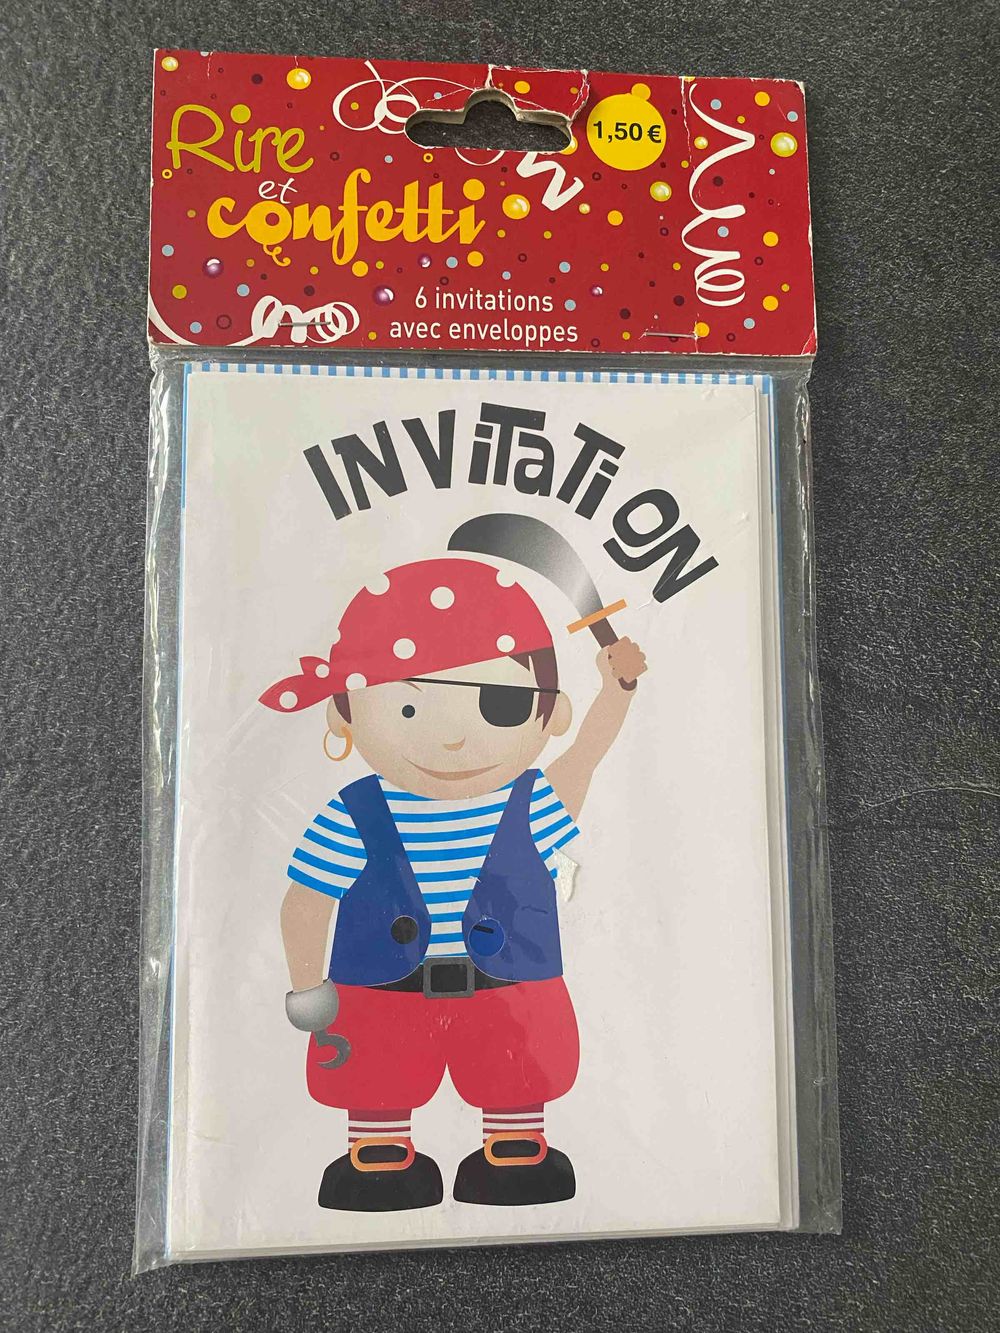 Rire
et
confetti
1,50 €
6 invitations
avec enveloppes
INViTaTiON